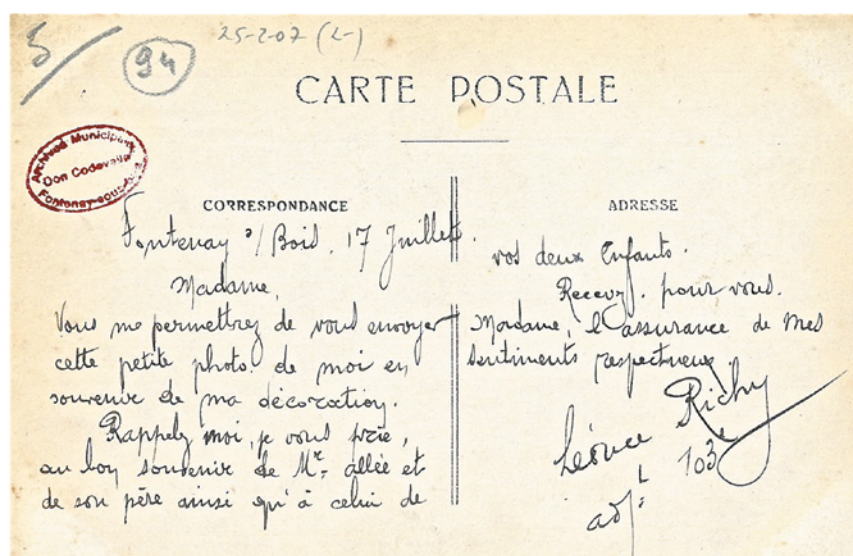 5/
94
25-2-07 (2-)
CARTE POSTALE
Archives Municipales
Don Codevelle
Fontenay-sous-Bois
CORRESPONDANCE
Fontenay s/ Bois, 17 Juillet.
Madame,
Vous me permettrez de vous envoyer
cette petite photo. de moi en
souvenir de ma décoration.
Rappelez moi, je vous prie,
au bon souvenir de Mr. allée et
de son père ainsi qu'à celui de
ADRESSE
vos deux Enfants.
Recevez. pour vous.
Madame, l'assurance de Mes
sentiments respectueux.
Léonce Richy
adjt. 103e